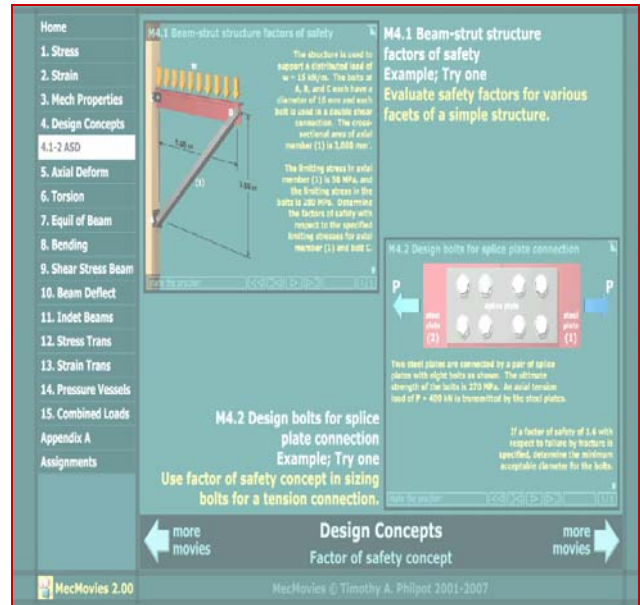 Home
1. Stress
2. Strain
3. Mech Properties
4. Design Concepts
4.1-2 ASD
5. Axial Deform
6. Torsion
7. Equil of Beam
8. Bending
9. Shear Stress Beam
10. Beam Deflect
11. Indet Beams
12. Stress Trans
13. Strain Trans
14. Pressure Vessels
15. Combined Loads
Appendix A
Assignments
MecMovies 2.00
M4.1 Beam-strut structure factors of safety
The structure is used to
support a distributed load of
w = 15 kN/m. The bolts at
A, B, and C each have a
diameter of 16 mm and each
bolt is used in a double shear
connection. The cross-
sectional area of axial
member (1) is 3,000 mm².
The limiting stress in axial
member (1) is 50 MPa, and
the limiting stress in the
bolts is 280 MPa. Determine
the factors of safety with
respect to the specified
limiting stresses for axial
member (1) and bolt C.
w
(1)
M4.1 Beam-strut structure
factors of safety
Example; Try one
Evaluate safety factors for various
facets of a simple structure.
M4.2 Design bolts for splice plate connection
P
P
splice plate
steel
plate
(2)
steel
plate
(1)
Two steel plates are connected by a pair of splice
plates with eight bolts as shown. The ultimate
strength of the bolts is 270 MPa. An axial tension
load of P = 400 kN is transmitted by the steel plates.
If a factor of safety of 1.6 with
respect to failure by fracture is
specified, determine the minimum
acceptable diameter for the bolts.
M4.2 Design bolts for splice
plate connection
Example; Try one
Use factor of safety concept in sizing
bolts for a tension connection.
more
movies
Design Concepts
Factor of safety concept
more
movies
MecMovies © Timothy A. Philpot 2001-2007